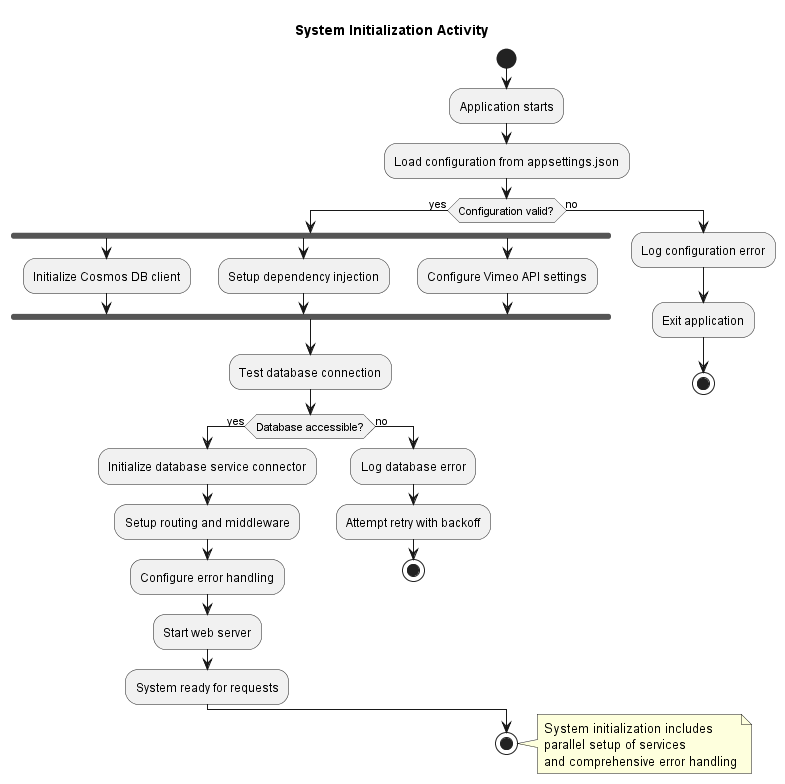 System Initialization Activity
Application starts
Load configuration from appsettings.json
Configuration valid?
yes
no
Initialize Cosmos DB client
Setup dependency injection
Configure Vimeo API settings
Log configuration error
Exit application
Test database connection
Database accessible?
yes
no
Initialize database service connector
Log database error
Setup routing and middleware
Attempt retry with backoff
Configure error handling
Start web server
System ready for requests
System initialization includes
parallel setup of services
and comprehensive error handling